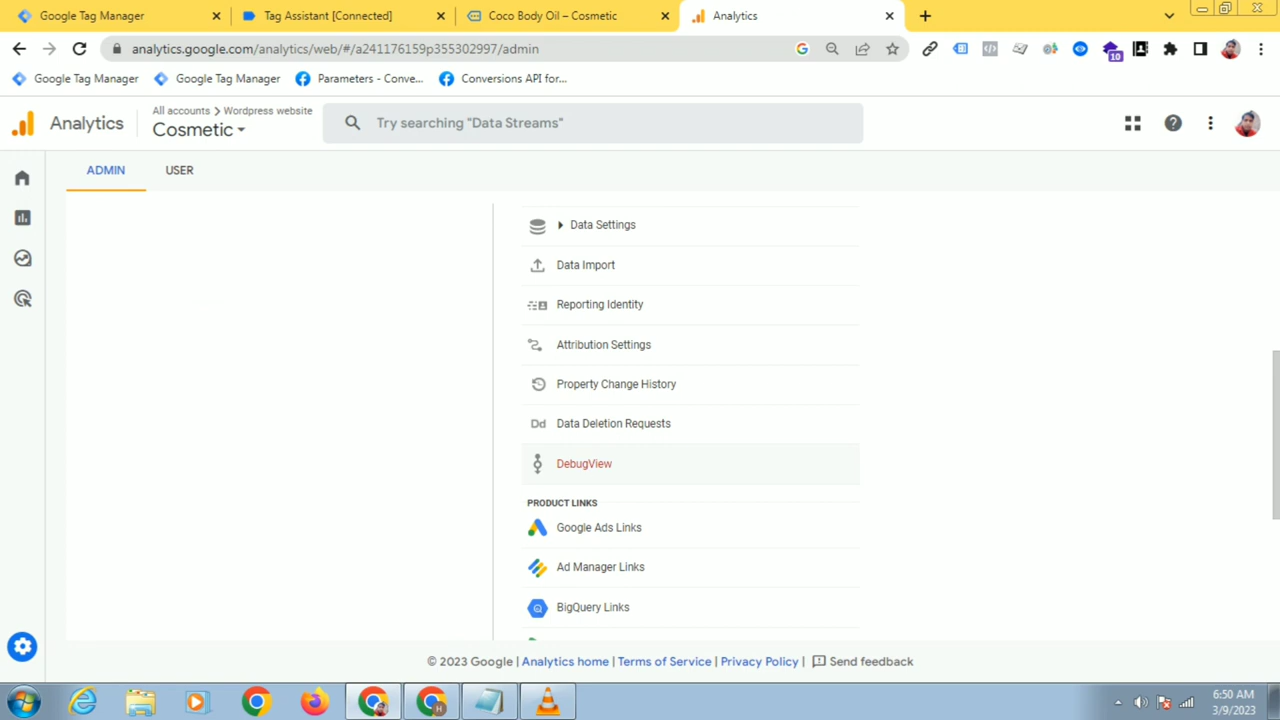 Google Tag Manager
Tag Assistant [Connected]
Coco Body Oil – Cosmetic
Analytics
analytics.google.com/analytics/web/#/a241176159p355302997/admin
10
Google Tag Manager
Google Tag Manager
Parameters - Conve...
Conversions API for...
Analytics
All accounts > Wordpress website
Cosmetic
Try searching "Data Streams"
ADMIN
USER
Data Settings
Data Import
Reporting Identity
Attribution Settings
Property Change History
Dd Data Deletion Requests
DebugView
PRODUCT LINKS
Google Ads Links
Ad Manager Links
BigQuery Links
© 2023 Google | Analytics home | Terms of Service | Privacy Policy | Send feedback
H
6:50 AM
3/9/2023